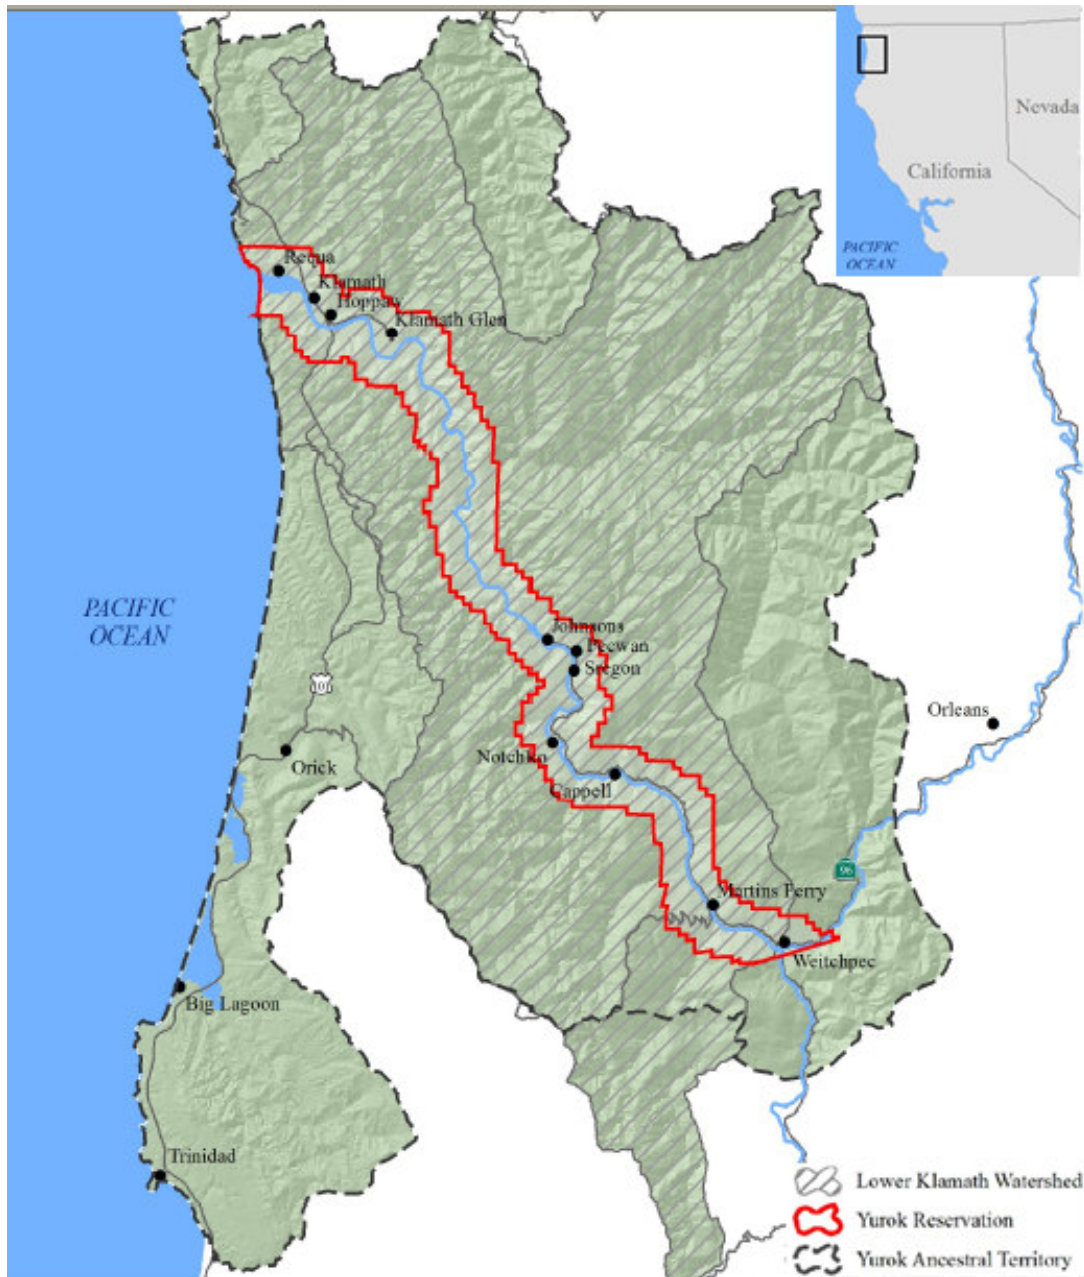 Nevada
California
PACIFIC
OCEAN
Requa
Klamath
Hoppaw
Klamath Glen
PACIFIC
OCEAN
Johnsons
Pecwan
Sregon
101
Orleans
Notchko
Orick
Cappell
96
Martins Ferry
Weitchpec
Big Lagoon
Trinidad
Lower Klamath Watershed
Yurok Reservation
Yurok Ancestral Territory